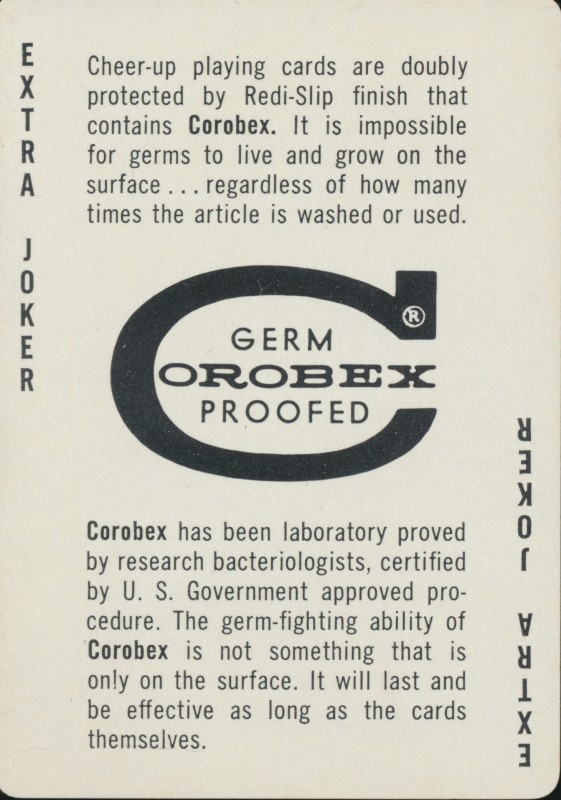 EXTRA JOKER
Cheer-up playing cards are doubly
protected by Redi-Slip finish that
contains Corobex. It is impossible
for germs to live and grow on the
surface . . . regardless of how many
times the article is washed or used.
GERM
COROBEX ®
PROOFED
Corobex has been laboratory proved
by research bacteriologists, certified
by U. S. Government approved pro-
cedure. The germ-fighting ability of
Corobex is not something that is
only on the surface. It will last and
be effective as long as the cards
themselves.
EXTRA JOKER